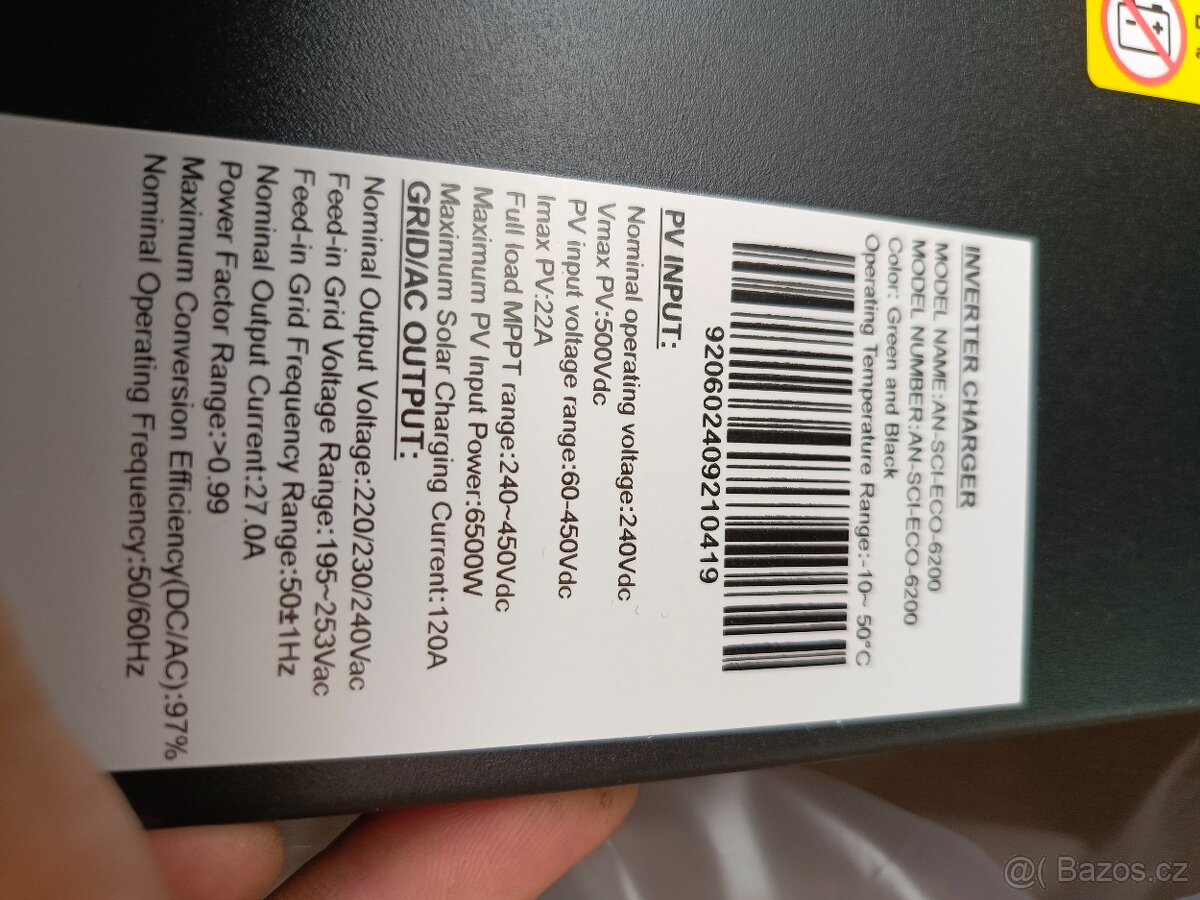 INVERTER CHARGER
MODEL NAME:AN-SCI-ECO-6200
MODEL NUMBER:AN-SCI-ECO-6200
Color: Green and Black
Operating Temperature Range:-10~ 50°C
920602409210419
PV INPUT:
Nominal operating voltage:240Vdc
Vmax PV:500Vdc
PV input voltage range:60-450Vdc
Imax PV:22A
Full load MPPT range:240~450Vdc
Maximum PV Input Power:6500W
Maximum Solar Charging Current:120A
GRID/AC OUTPUT:
Nominal Output Voltage:220/230/240Vac
Feed-in Grid Voltage Range:195~253Vac
Feed-in Grid Frequency Range:50±1Hz
Nominal Output Current:27.0A
Power Factor Range:>0.99
Maximum Conversion Efficiency(DC/AC):97%
Nominal Operating Frequency:50/60Hz
@( Bazos.cz